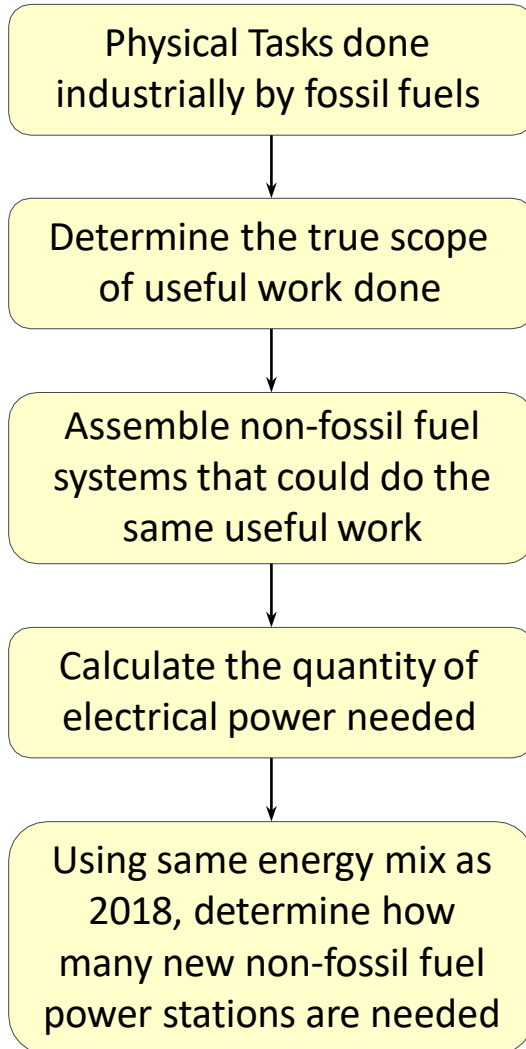 Physical Tasks done
industrially by fossil fuels
Determine the true scope
of useful work done
Assemble non-fossil fuel
systems that could do the
same useful work
Calculate the quantity of
electrical power needed
Using same energy mix as
2018, determine how
many new non-fossil fuel
power stations are needed